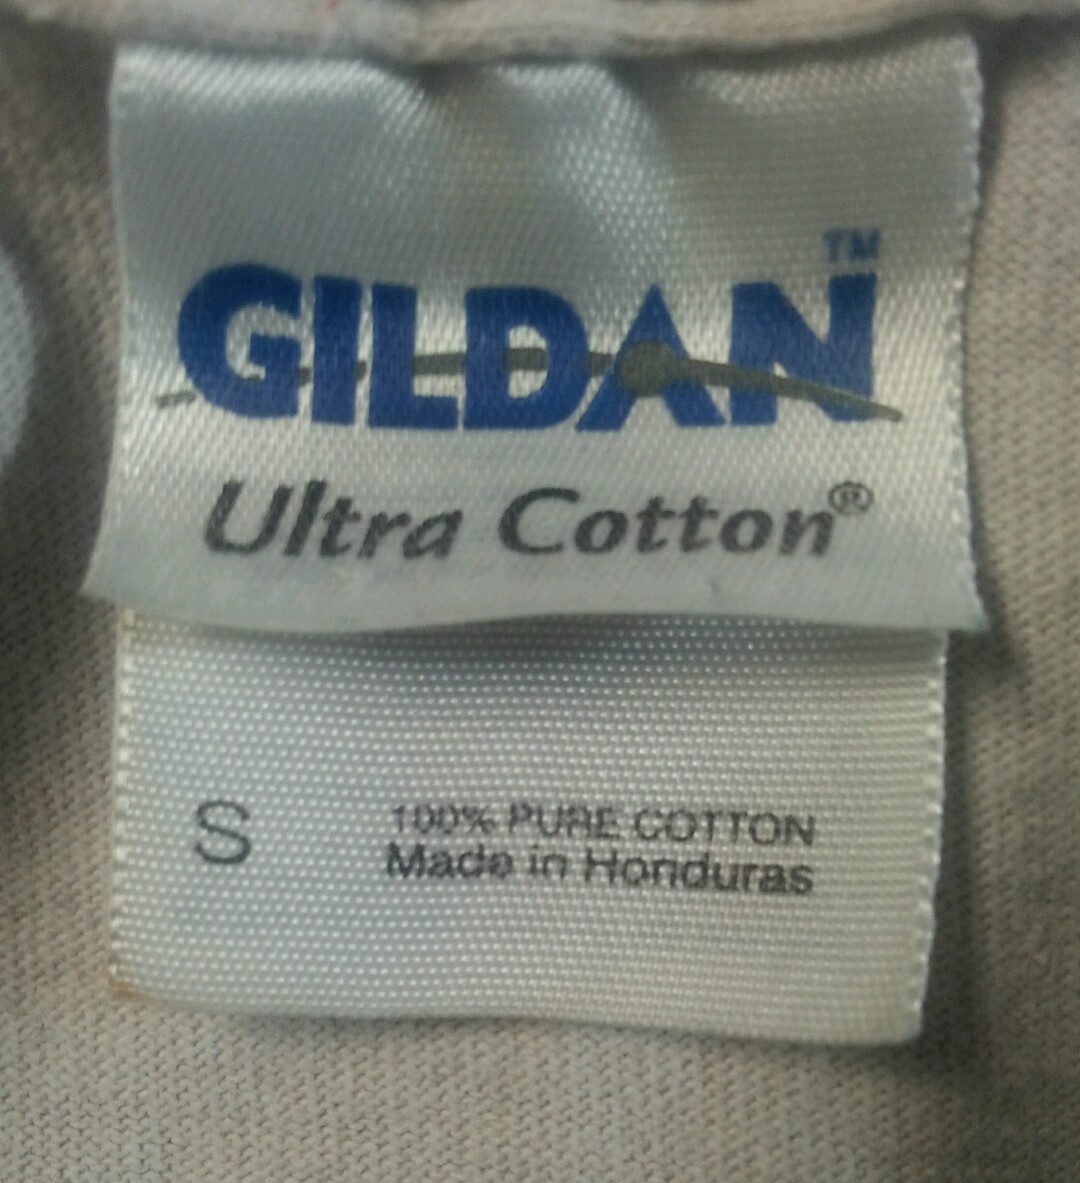 GILDAN™
Ultra Cotton®
S
100% PURE COTTON
Made in Honduras